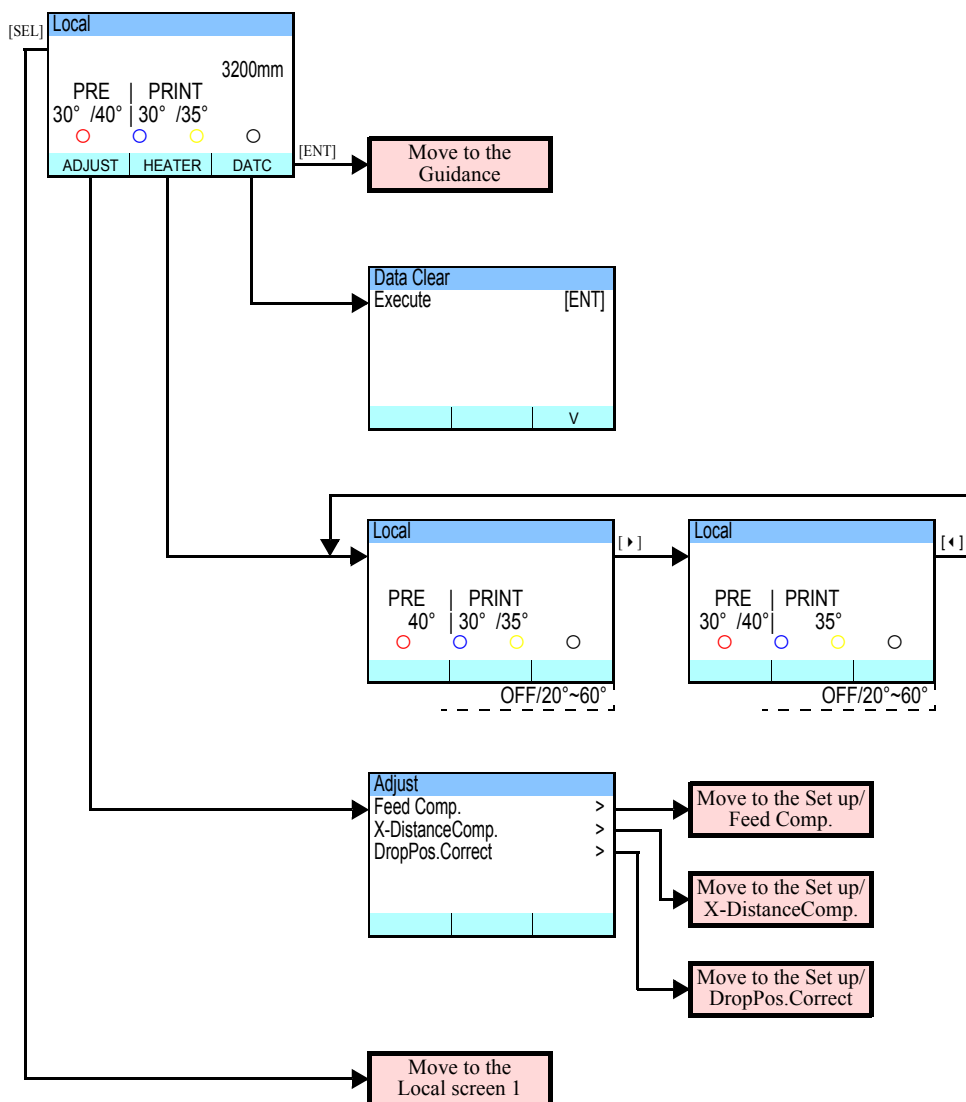 [SEL]
Local
3200mm
PRE | PRINT
30° /40° | 30° /35°
ADJUST HEATER DATC
[ENT]
Move to the
Guidance
Data Clear
Execute [ENT]
∨
Local
PRE | PRINT
40° | 30° /35°
OFF/20°~60°
[▶]
Local
PRE | PRINT
30° /40°| 35°
OFF/20°~60°
[◀]
Adjust
Feed Comp. >
X-DistanceComp. >
DropPos.Correct >
Move to the Set up/
Feed Comp.
Move to the Set up/
X-DistanceComp.
Move to the Set up/
DropPos.Correct
Move to the
Local screen 1